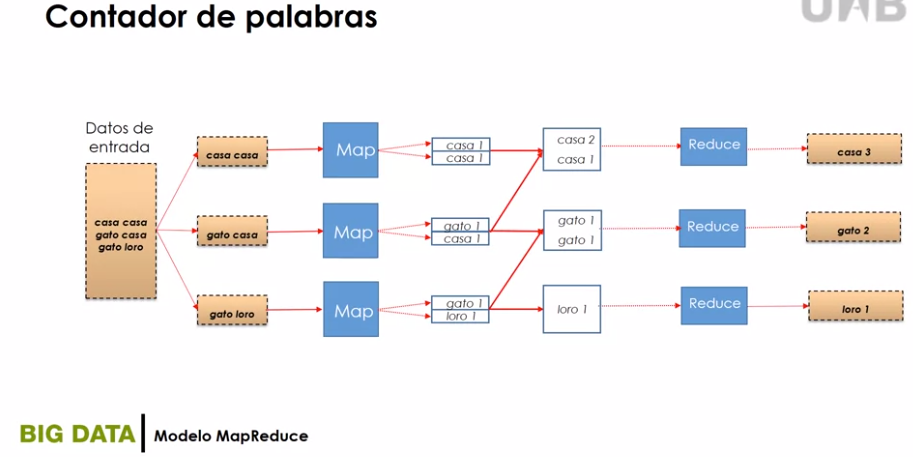 Contador de palabras
UAB
Datos de
entrada
casa casa
gato casa
gato loro
casa casa
gato casa
gato loro
Map
Map
Map
casa 1
casa 1
gato 1
casa 1
gato 1
loro 1
casa 2
casa 1
gato 1
gato 1
loro 1
Reduce
Reduce
Reduce
casa 3
gato 2
loro 1
BIG DATA
Modelo MapReduce